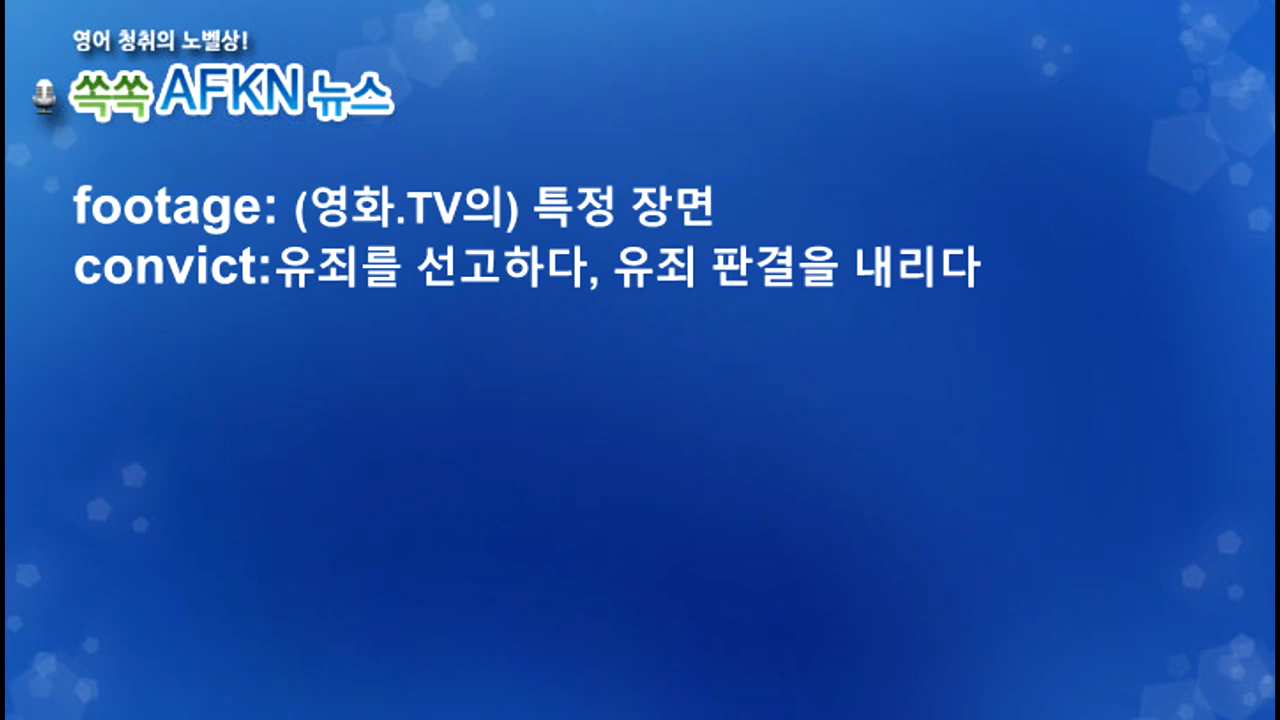 영어 청취의 노벨상!
쏙쏙 AFKN 뉴스
footage: (영화.TV의) 특정 장면
convict:유죄를 선고하다, 유죄 판결을 내리다